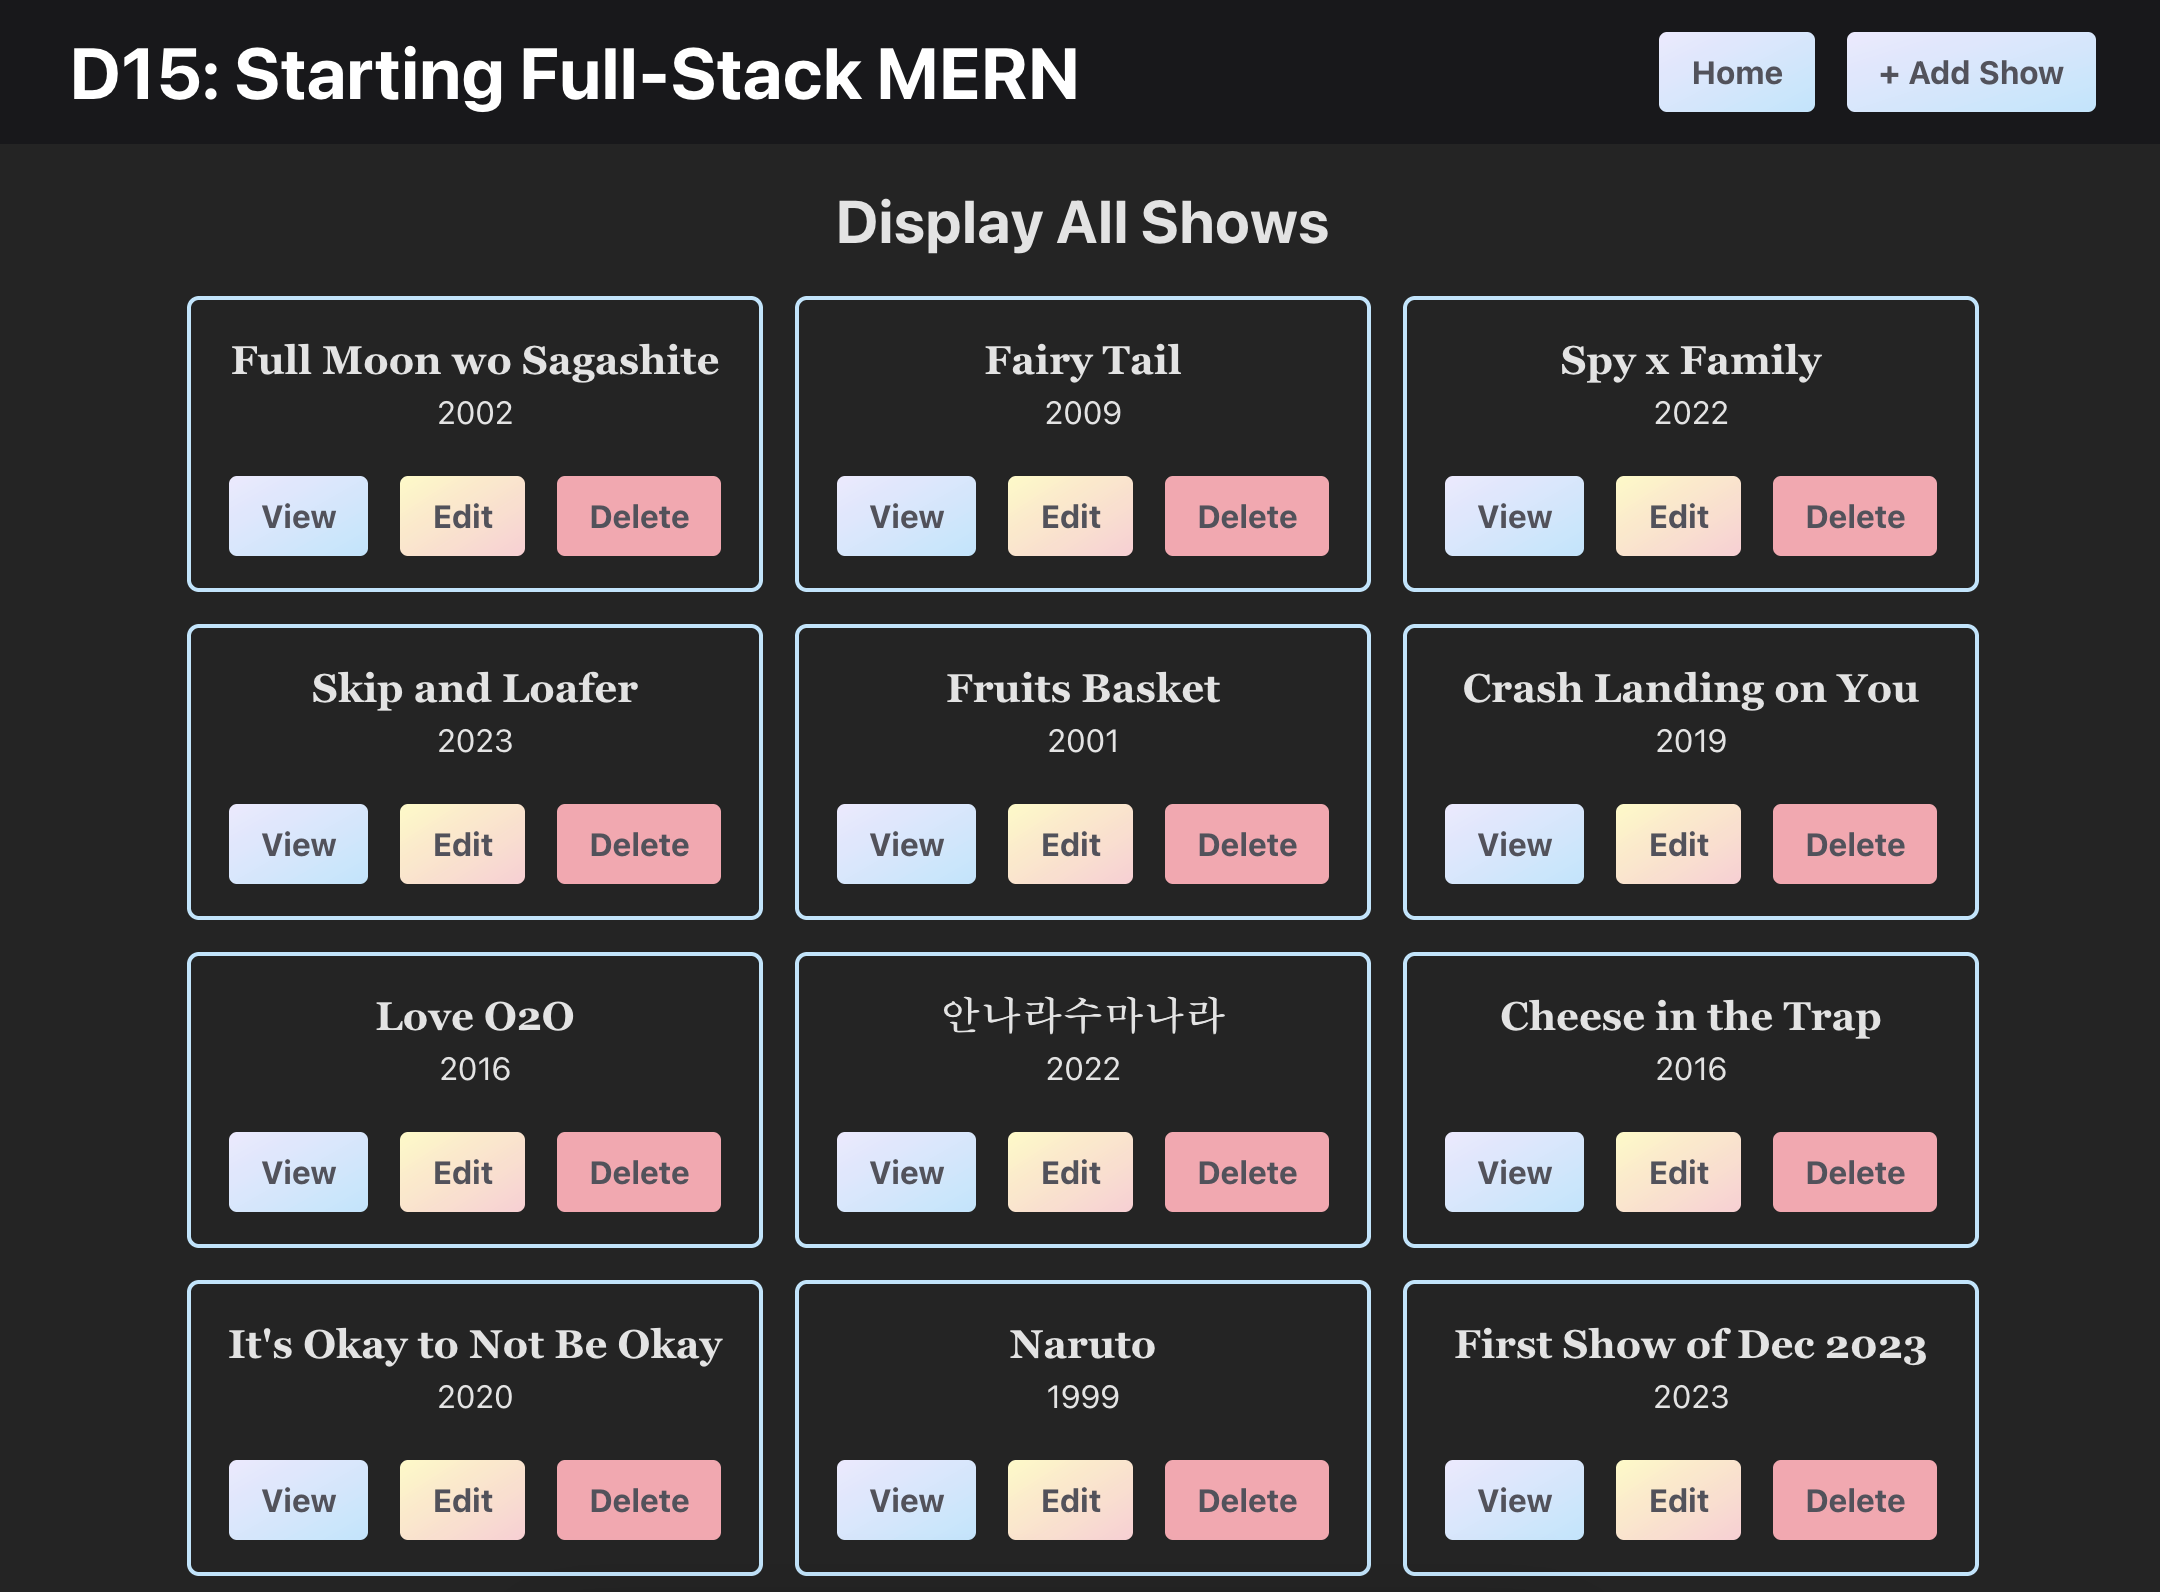 D15: Starting Full-Stack MERN
Home
+ Add Show
Display All Shows
Full Moon wo Sagashite
2002
View
Edit
Delete
Fairy Tail
2009
View
Edit
Delete
Spy x Family
2022
View
Edit
Delete
Skip and Loafer
2023
View
Edit
Delete
Fruits Basket
2001
View
Edit
Delete
Crash Landing on You
2019
View
Edit
Delete
Love O2O
2016
View
Edit
Delete
안나라수마나라
2022
View
Edit
Delete
Cheese in the Trap
2016
View
Edit
Delete
It's Okay to Not Be Okay
2020
View
Edit
Delete
Naruto
1999
View
Edit
Delete
First Show of Dec 2023
2023
View
Edit
Delete